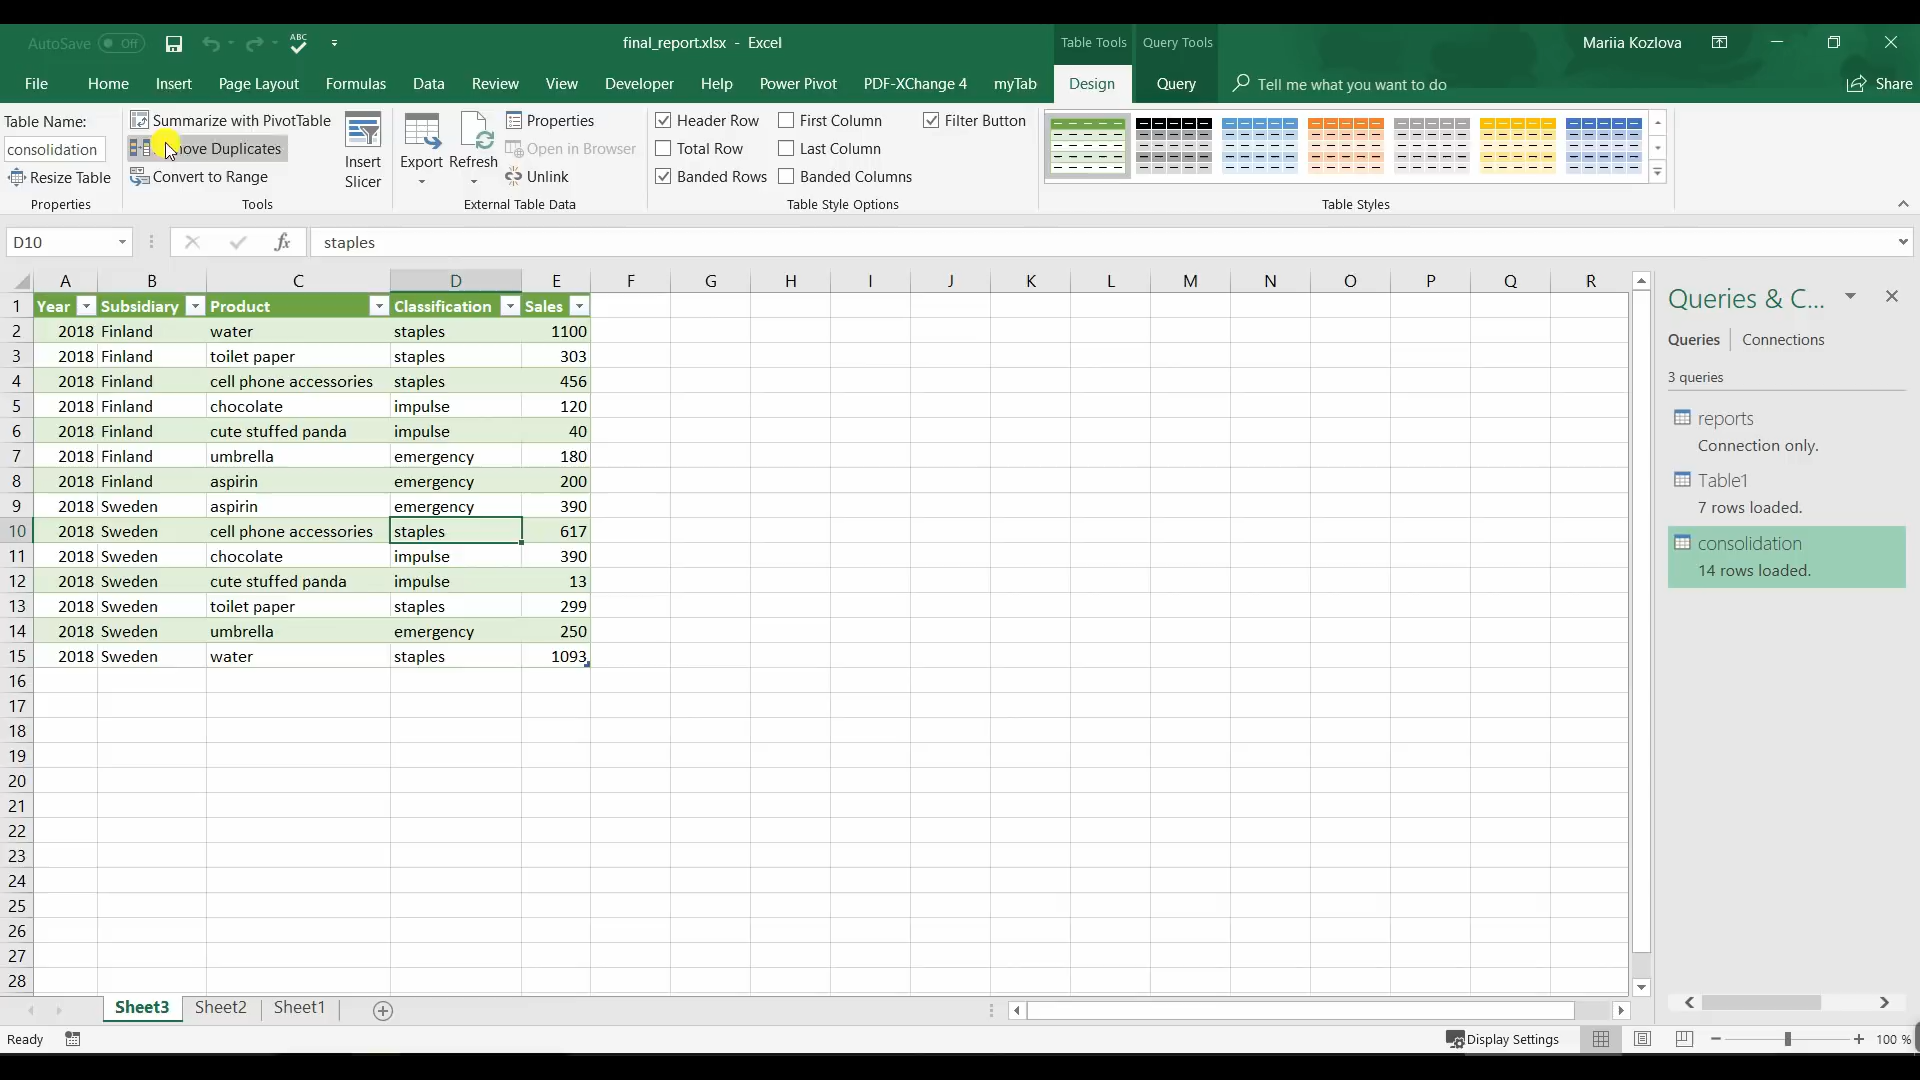 AutoSave Off
ABC
final_report.xlsx - Excel
Table Tools
Query Tools
Mariia Kozlova
File Home Insert Page Layout Formulas Data Review View Developer Help Power Pivot PDF-XChange 4 myTab Design Query Tell me what you want to do Share
Table Name:
consolidation
Resize Table
Properties
Summarize with PivotTable
move Duplicates
Convert to Range
Tools
Insert
Slicer
Export
Refresh
Properties
Open in Browser
Unlink
External Table Data
Header Row
Total Row
Banded Rows
First Column
Last Column
Banded Columns
Filter Button
Table Style Options
Table Styles
D10
fx
staples
A B C D E F G H I J K L M N O P Q R
1 Year Subsidiary Product Classification Sales
2 2018 Finland water staples 1100
3 2018 Finland toilet paper staples 303
4 2018 Finland cell phone accessories staples 456
5 2018 Finland chocolate impulse 120
6 2018 Finland cute stuffed panda impulse 40
7 2018 Finland umbrella emergency 180
8 2018 Finland aspirin emergency 200
9 2018 Sweden aspirin emergency 390
10 2018 Sweden cell phone accessories staples 617
11 2018 Sweden chocolate impulse 390
12 2018 Sweden cute stuffed panda impulse 13
13 2018 Sweden toilet paper staples 299
14 2018 Sweden umbrella emergency 250
15 2018 Sweden water staples 1093
16
17
18
19
20
21
22
23
24
25
26
27
28
Queries & C...
Queries Connections
3 queries
reports
Connection only.
Table1
7 rows loaded.
consolidation
14 rows loaded.
Sheet3 Sheet2 Sheet1
Ready
Display Settings
100 %